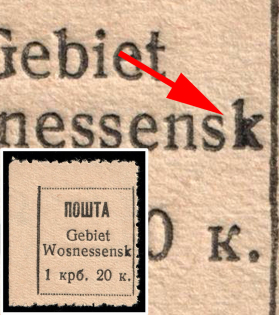 Gebiet
nessensk
0 к.
ПОШТА
Gebiet
Wosnessensk
1 крб. 20 к.